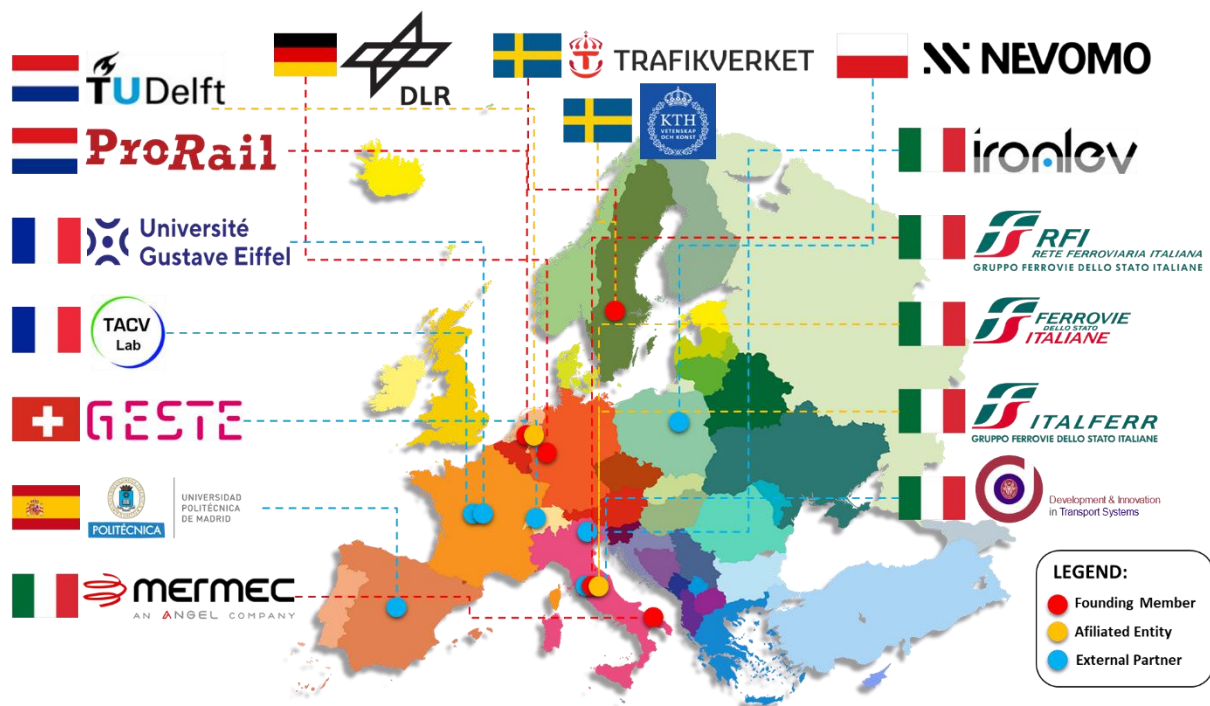 TU Delft
DLR
TRAFIKVERKET
NEVOMO
KTH
VETENSKAP
OCH KONST
ProRail
ironlev
Université
Gustave Eiffel
RFI
RETE FERROVIARIA ITALIANA
GRUPPO FERROVIE DELLO STATO ITALIANE
TACV
Lab
FERROVIE
DELLO STATO
ITALIANE
GESTE
ITALFERR
GRUPPO FERROVIE DELLO STATO ITALIANE
POLITÉCNICA
UNIVERSIDAD
POLITÉCNICA
DE MADRID
Development & Innovation
in Transport Systems
mermec
AN ANGEL COMPANY
LEGEND:
Founding Member
Afiliated Entity
External Partner